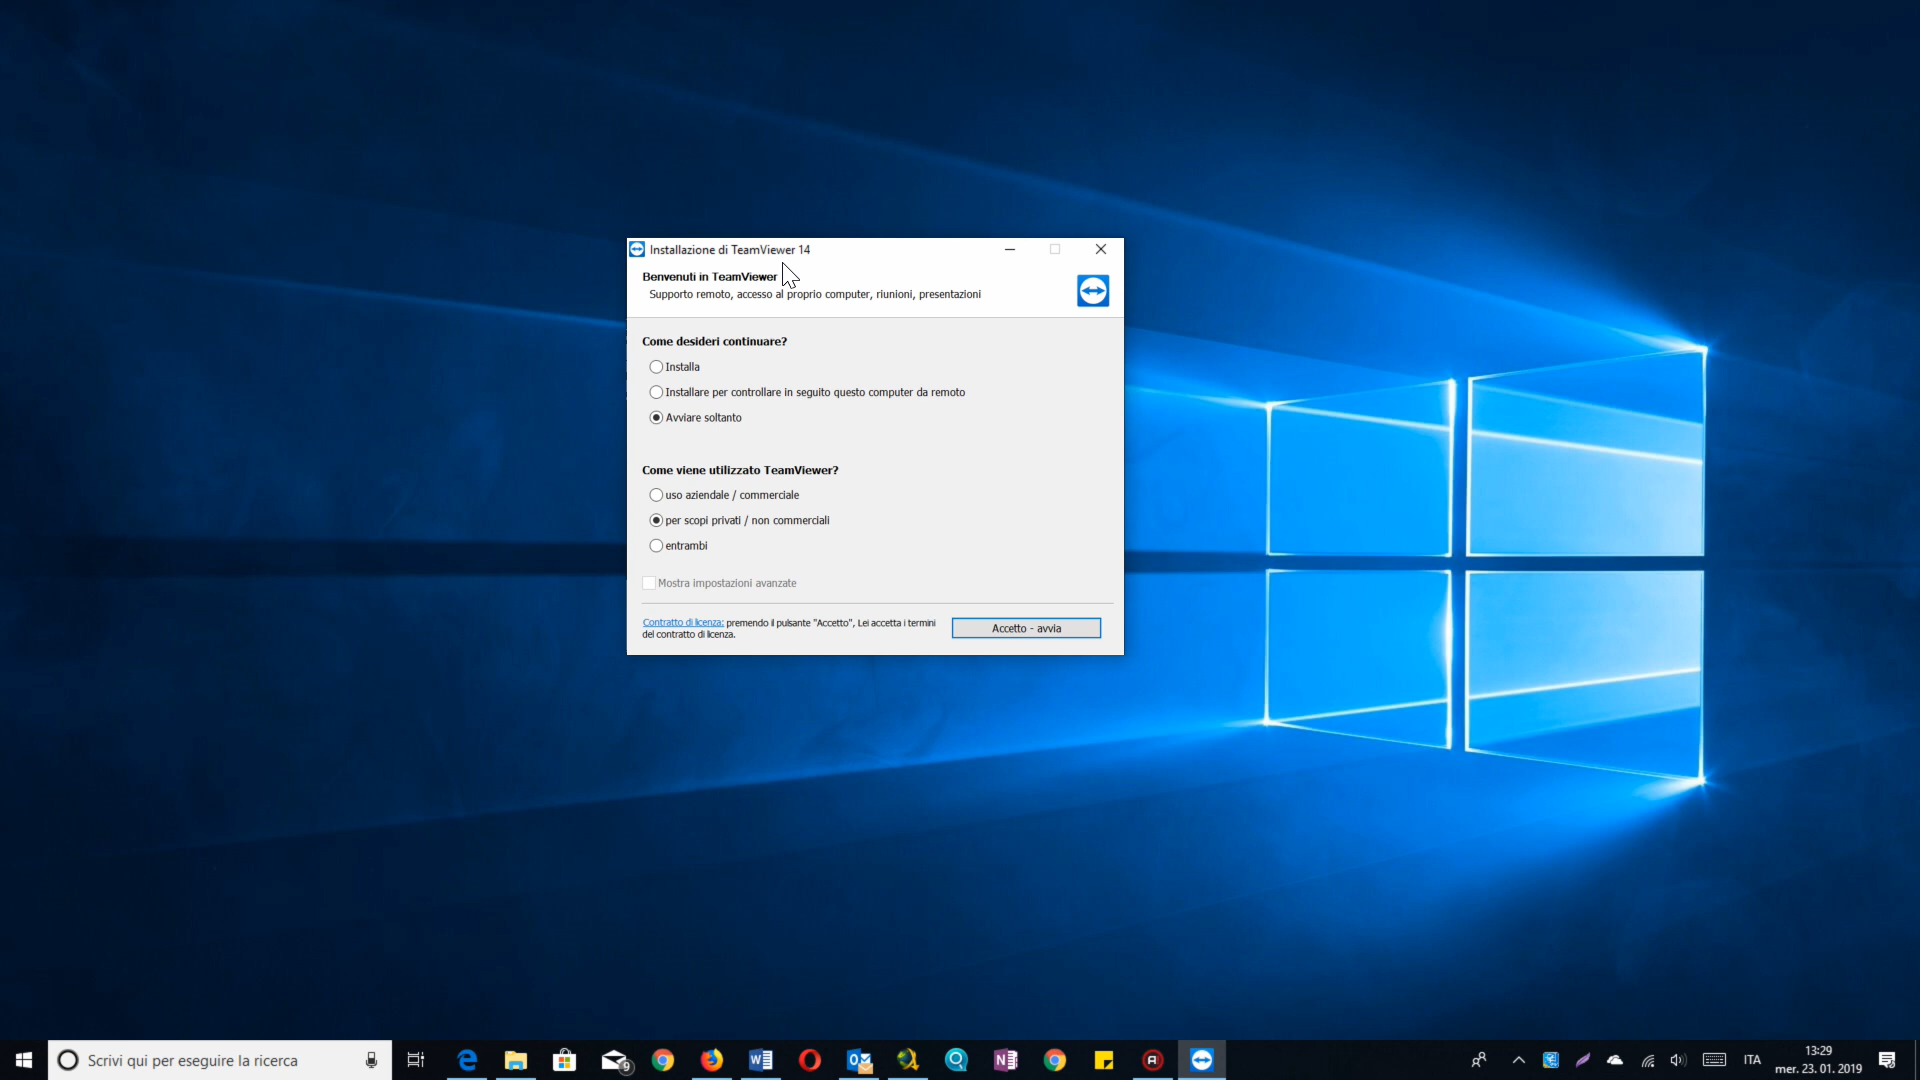 Installazione di TeamViewer 14
Benvenuti in TeamViewer
Supporto remoto, accesso al proprio computer, riunioni, presentazioni
Come desideri continuare?
Installa
Installare per controllare in seguito questo computer da remoto
Avviare soltanto
Come viene utilizzato TeamViewer?
uso aziendale / commerciale
per scopi privati / non commerciali
entrambi
Mostra impostazioni avanzate
Contratto di licenza: premendo il pulsante "Accetto", Lei accetta i termini
del contratto di licenza.
Accetto - avvia
Scrivi qui per eseguire la ricerca
9
ITA
13:29
mer. 23. 01. 2019